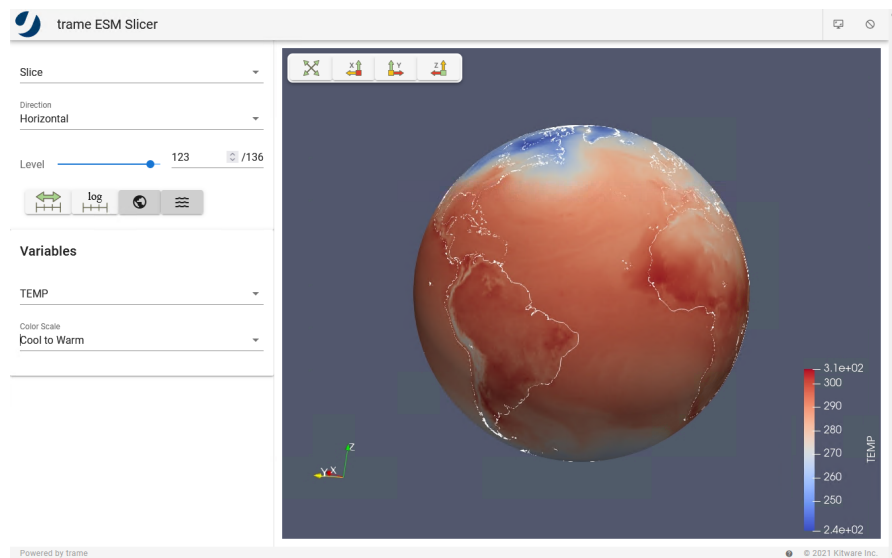 trame ESM Slicer
Slice
Direction
Horizontal
Level 123 /136
log
Variables
TEMP
Color Scale
Cool to Warm
X
Y
Z
Z
Y X
3.1e+02
300
290
280
270
260
250
2.4e+02
TEMP
Powered by trame
© 2021 Kitware Inc.